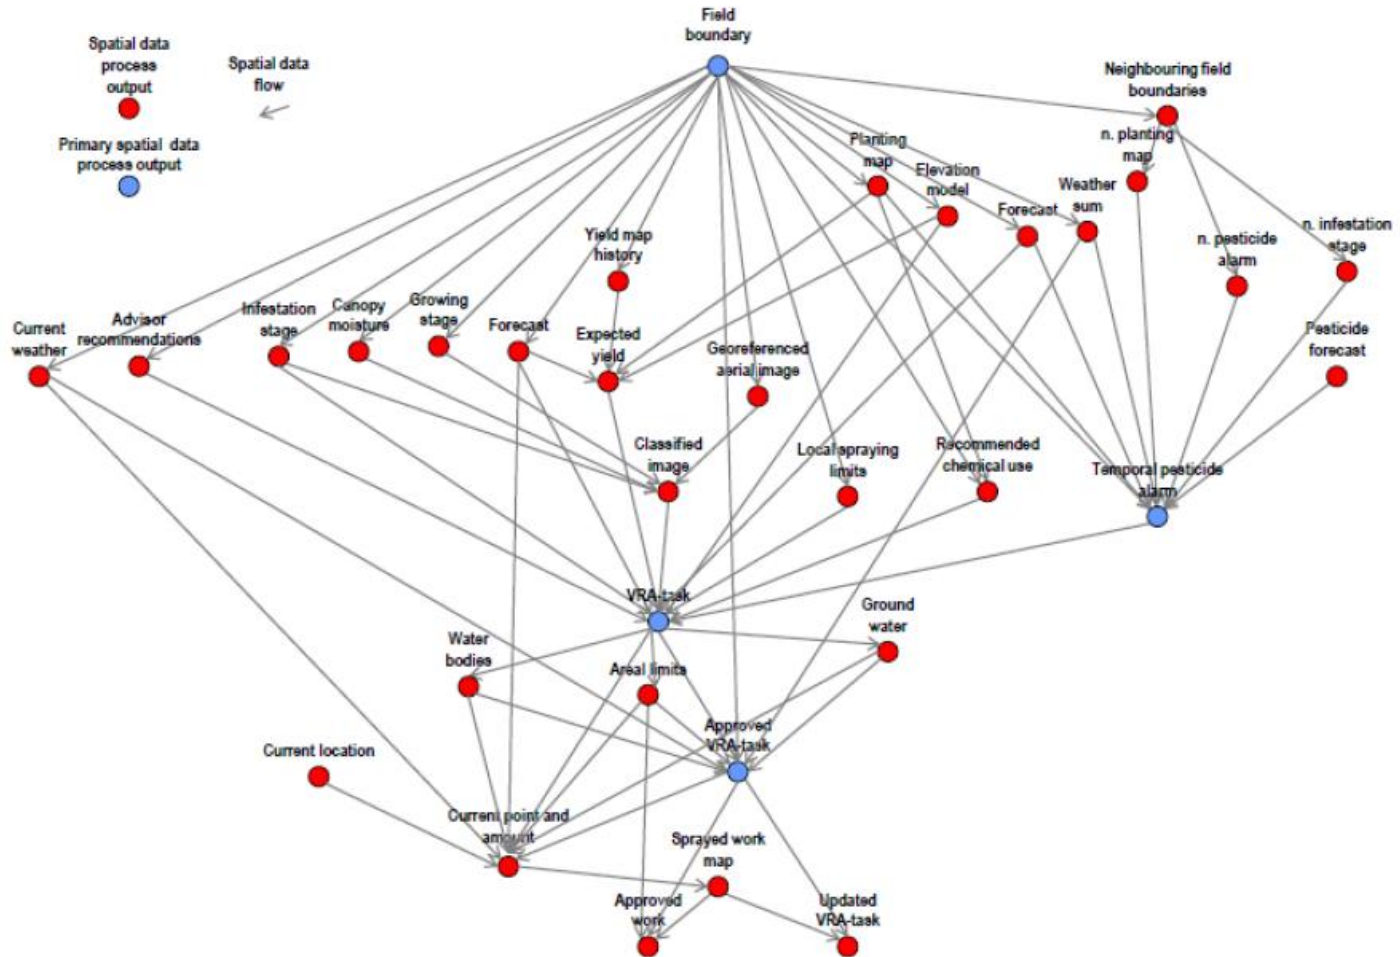 Field
boundary
Spatial data
process
output
Spatial data
flow
Primary spatial data
process output
Neighbouring field
boundaries
n. planting
map
Planting
map
Elevation
model
Forecast
Weather
sum
n. pesticide
alarm
n. infestation
stage
Yield map
history
Current
weather
Advisor
recommendations
Infestation
stage
Canopy
moisture
Growing
stage
Forecast
Expected
yield
Georeferenced
aerial image
Pesticide
forecast
Classified
image
Local spraying
limits
Recommended
chemical use
Temporal pesticide
alarm
VRA-task
Ground
water
Water
bodies
Areal limits
Approved
VRA-task
Current location
Current point and
amount
Sprayed work
map
Approved
work
Updated
VRA-task